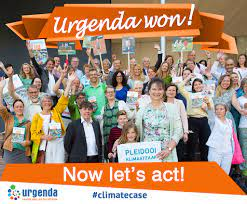 Urgenda won!
PLEIDOOI
KLIMAATZAAK
Now let's act!
urgenda
#climatecase